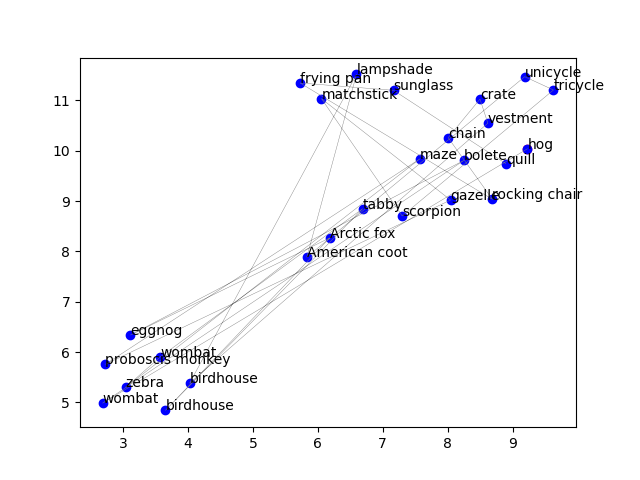 lampshade
unicycle
frying pan
sunglass
tricycle
matchstick
crate
11
vestment
chain
hog
10
maze
bolete
quill
gazelle
rocking chair
9
tabby
scorpion
Arctic fox
8
American coot
7
eggnog
6
wombat
proboscis monkey
zebra
birdhouse
5
wombat
birdhouse
3 4 5 6 7 8 9